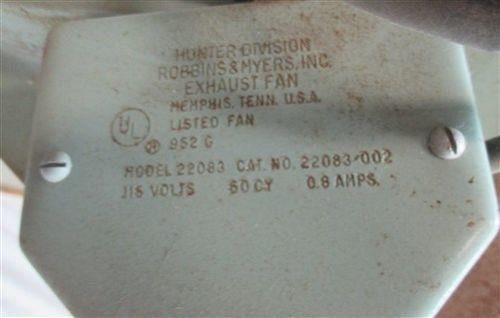 HUNTER DIVISION
ROBBINS & MYERS, INC.
EXHAUST FAN
MEMPHIS, TENN. U.S.A.
UL ® LISTED FAN
952 G
MODEL 22083 CAT. NO. 22083-002
115 VOLTS 60 CY 0.8 AMPS.